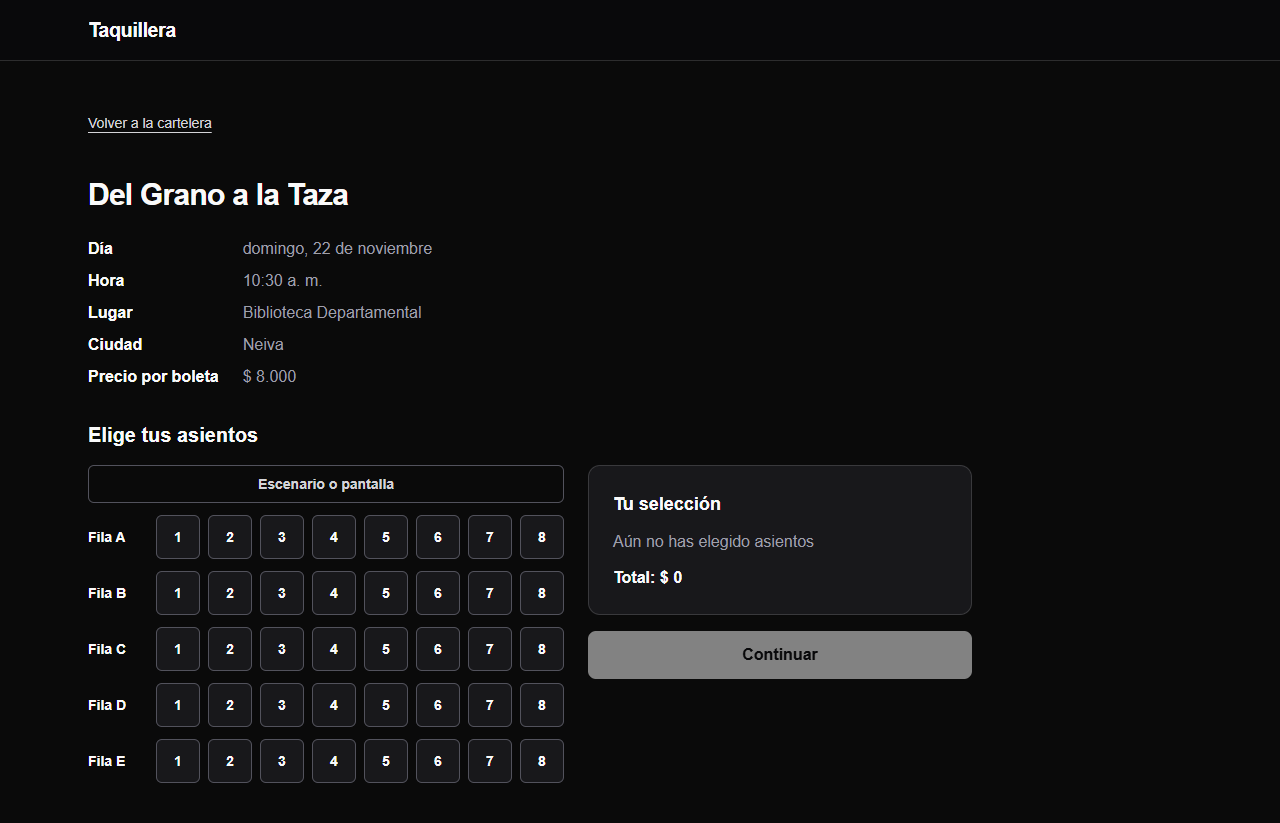 Taquillera
Volver a la cartelera
Del Grano a la Taza
Día domingo, 22 de noviembre
Hora 10:30 a. m.
Lugar Biblioteca Departamental
Ciudad Neiva
Precio por boleta $ 8.000
Elige tus asientos
Escenario o pantalla
Fila A 1 2 3 4 5 6 7 8
Fila B 1 2 3 4 5 6 7 8
Fila C 1 2 3 4 5 6 7 8
Fila D 1 2 3 4 5 6 7 8
Fila E 1 2 3 4 5 6 7 8
Tu selección
Aún no has elegido asientos
Total: $ 0
Continuar